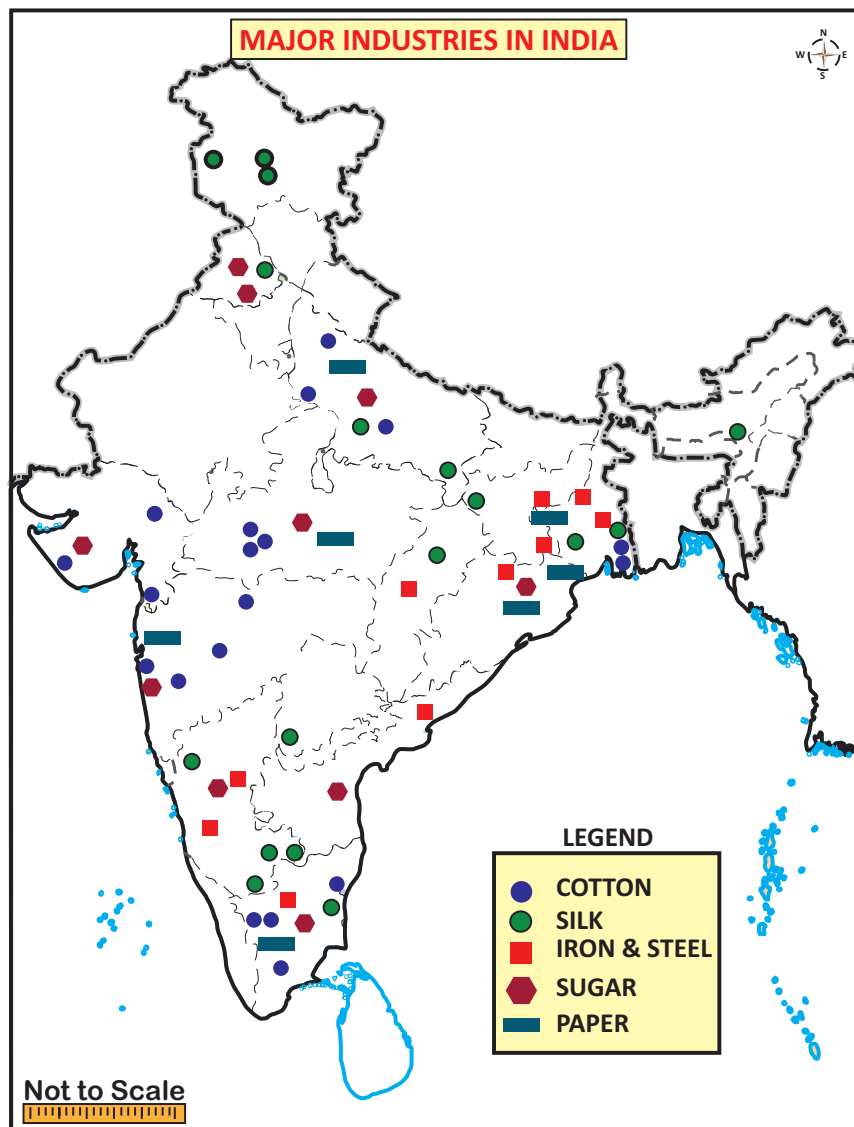 MAJOR INDUSTRIES IN INDIA
N
W E
S
LEGEND
COTTON
SILK
IRON & STEEL
SUGAR
PAPER
Not to Scale